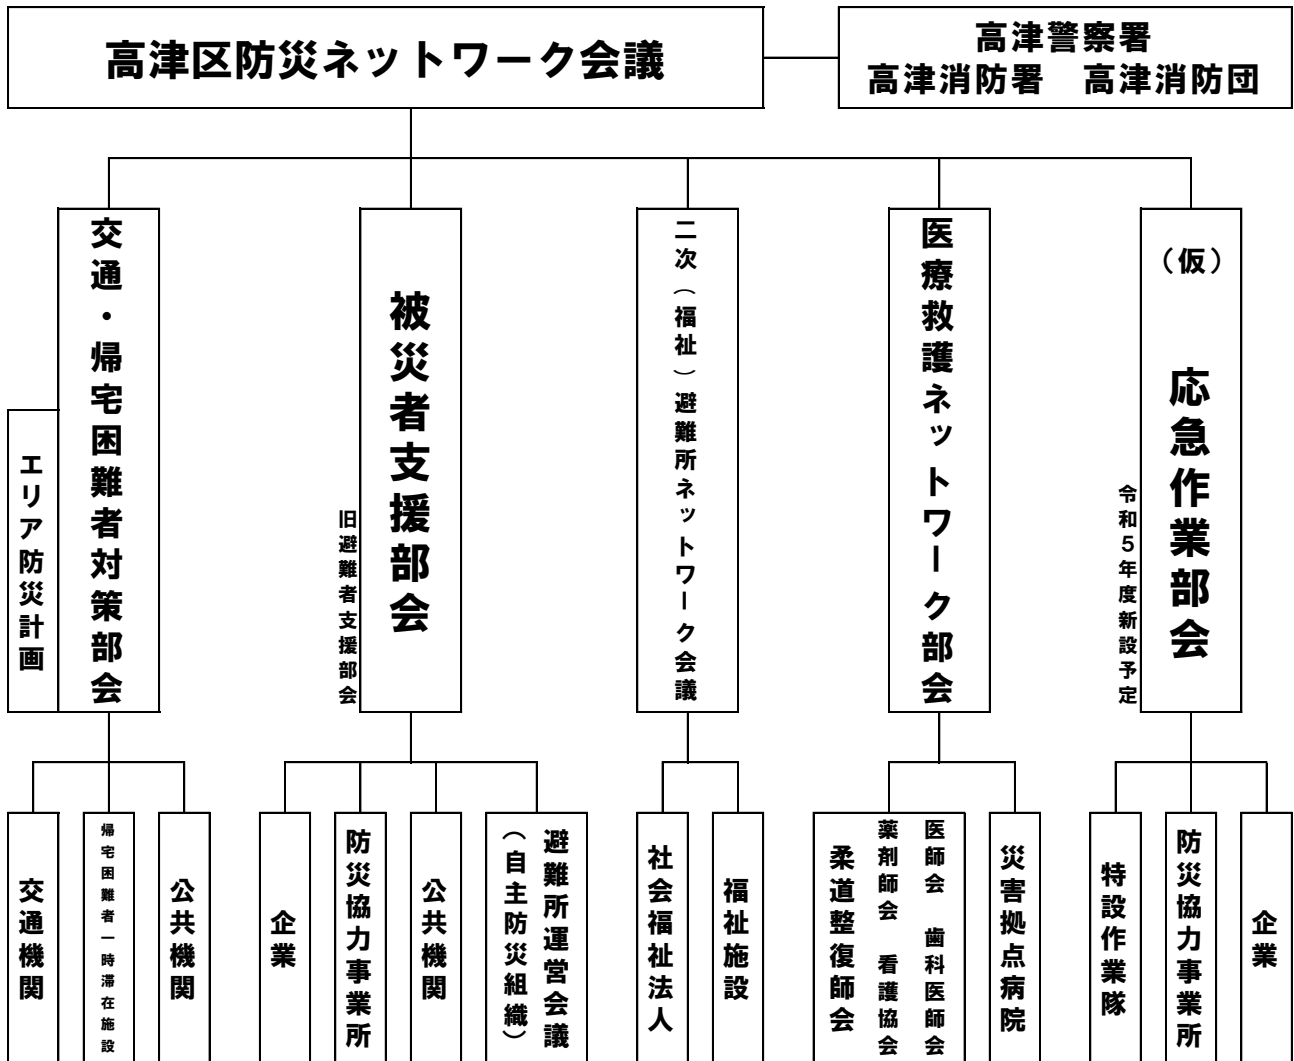 高津区防災ネットワーク会議
高津警察署
高津消防署　高津消防団
交通・帰宅困難者対策部会
エリア防災計画
被災者支援部会
旧避難者支援部会
二次（福祉）避難所ネットワーク会議
医療救護ネットワーク部会
（仮）　応急作業部会
令和５年度新設予定
交通機関
帰宅困難者一時滞在施設
公共機関
企業
防災協力事業所
公共機関
避難所運営会議
（自主防災組織）
社会福祉法人
福祉施設
医師会　歯科医師会
薬剤師会　看護協会
柔道整復師会
災害拠点病院
特設作業隊
防災協力事業所
企業